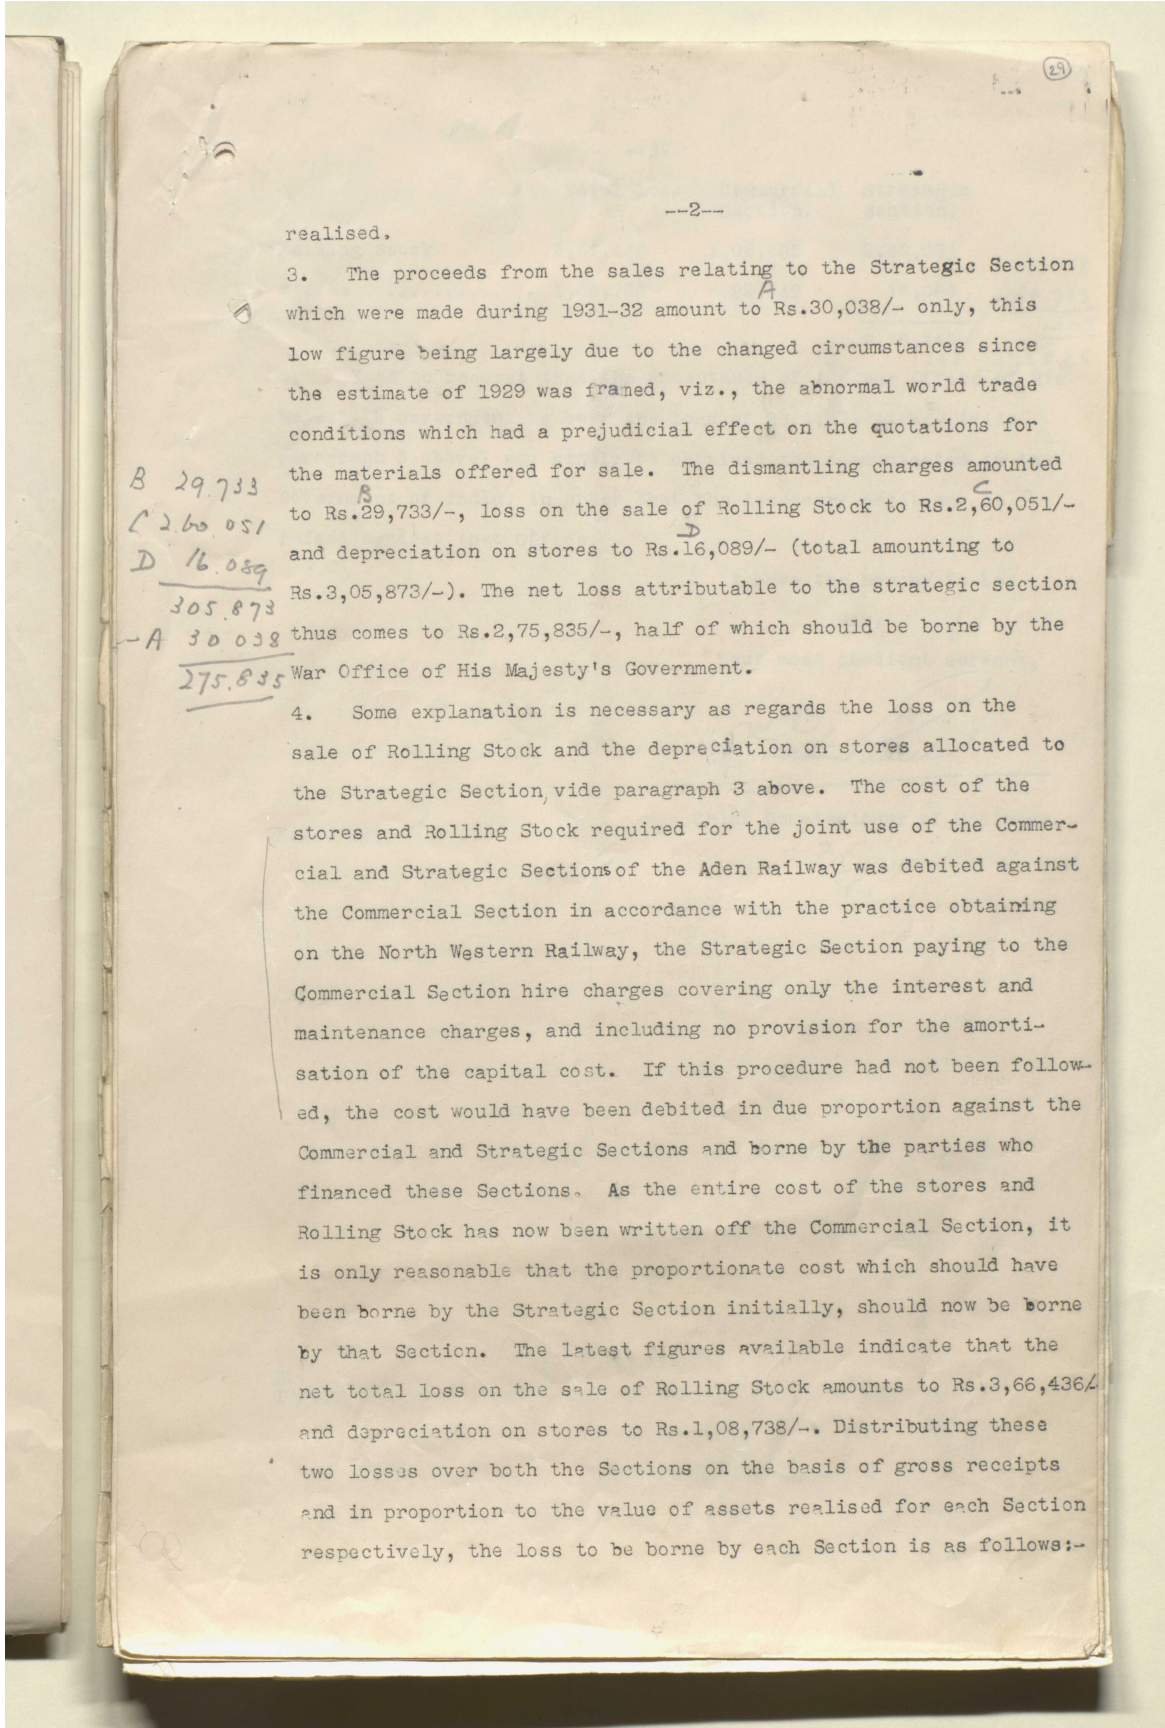 29
--2--
realised.
3. The proceeds from the sales relating to the Strategic Section
A
which were made during 1931-32 amount to Rs.30,038/- only, this
low figure being largely due to the changed circumstances since
the estimate of 1929 was framed, viz., the abnormal world trade
conditions which had a prejudicial effect on the quotations for
the materials offered for sale. The dismantling charges amounted
B C
to Rs.29,733/-, loss on the sale of Rolling Stock to Rs.2,60,051/-
D
and depreciation on stores to Rs.16,089/- (total amounting to
Rs.3,05,873/-). The net loss attributable to the strategic section
thus comes to Rs.2,75,835/-, half of which should be borne by the
War Office of His Majesty's Government.
B 29.733
C 2.60.051
D 16.089
305.873
-A 30 038
275.835
4. Some explanation is necessary as regards the loss on the
sale of Rolling Stock and the depreciation on stores allocated to
the Strategic Section, vide paragraph 3 above. The cost of the
stores and Rolling Stock required for the joint use of the Commer-
cial and Strategic Sections of the Aden Railway was debited against
the Commercial Section in accordance with the practice obtaining
on the North Western Railway, the Strategic Section paying to the
Commercial Section hire charges covering only the interest and
maintenance charges, and including no provision for the amorti-
sation of the capital cost. If this procedure had not been follow-
ed, the cost would have been debited in due proportion against the
Commercial and Strategic Sections and borne by the parties who
financed these Sections. As the entire cost of the stores and
Rolling Stock has now been written off the Commercial Section, it
is only reasonable that the proportionate cost which should have
been borne by the Strategic Section initially, should now be borne
by that Section. The latest figures available indicate that the
net total loss on the sale of Rolling Stock amounts to Rs.3,66,436/-
and depreciation on stores to Rs.1,08,738/-. Distributing these
two losses over both the Sections on the basis of gross receipts
and in proportion to the value of assets realised for each Section
respectively, the loss to be borne by each Section is as follows:-